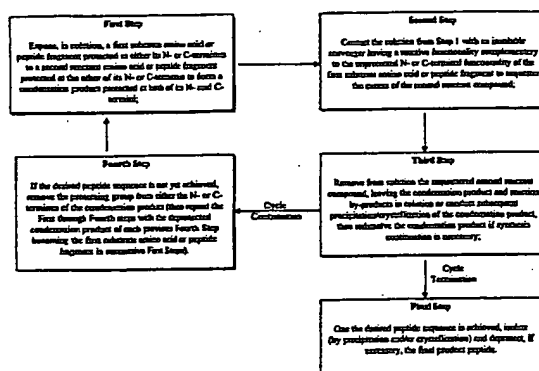 First Step
Expose, in solution, a first substrate amino acid or
peptide fragment protected at either its N- or C-terminus
to a second reactant amino acid or peptide fragment
protected at the other of its N- or C-terminus to form a
condensation product protected at both of its N- and C-
termini;
Second Step
Contact the solution from Step 1 with an insoluble
scavenger having a reactive functionality complementary
to the unprotected N- or C-terminal functionality of the
first substrate amino acid or peptide fragment to sequester
the excess of the second reactant compound;
Fourth Step
If the desired peptide sequence is not yet achieved,
remove the protecting group from either the N- or C-
terminus of the condensation product (then repeat the
First through Fourth steps with the deprotected
condensation product of each previous Fourth Step
becoming the first substrate amino acid or peptide
fragment in successive First Steps).
Cycle
Continuation
Third Step
Remove from solution the sequestered second reactant
compound, leaving the condensation product and reaction
by-products in solution or conduct subsequent
precipitation/crystallization of the condensation product,
then redissolve the condensation product if synthesis
continuation is necessary;
Cycle
Termination
Final Step
Once the desired peptide sequence is achieved, isolate
(by precipitation and/or crystallization) and deprotect, if
necessary, the final product peptide.